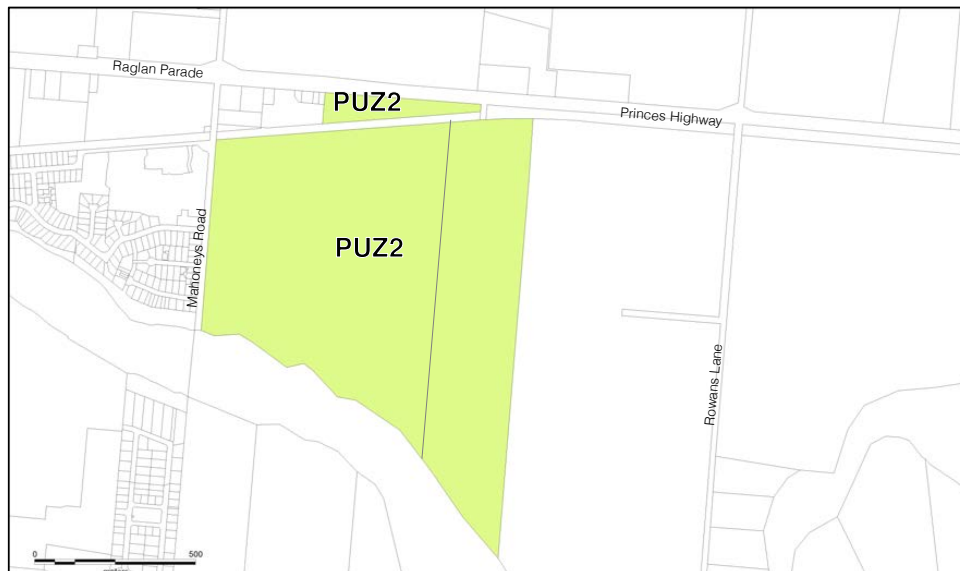 Raglan Parade
PUZ2
Princes Highway
PUZ2
Mahoneys Road
Rowans Lane
0 500